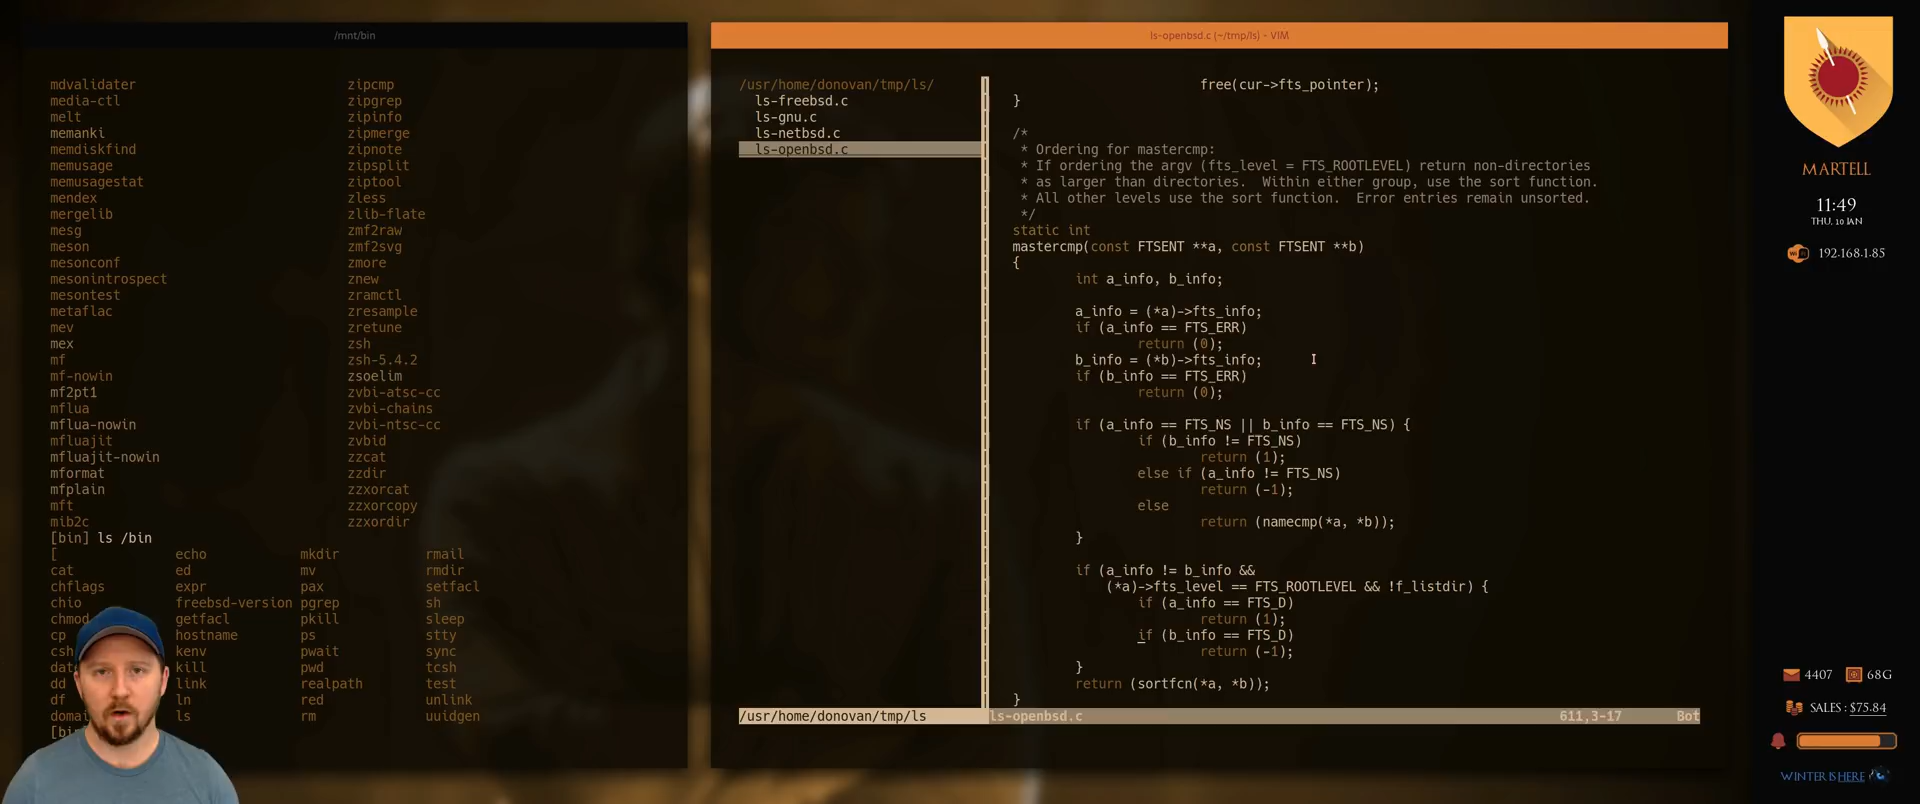 /mnt/bin
mdvalidater zipcmp
media-ctl zipgrep
melt zipinfo
memanki zipmerge
memdiskfind zipnote
memusage zipsplit
memusagestat ziptool
mendex zless
mergelib zlib-flate
mesg zmf2raw
meson zmf2svg
mesonconf zmore
mesonintrospect znew
mesontest zramctl
metaflac zresample
mev zretune
mex zsh
mf zsh-5.4.2
mf-nowin zsoelim
mf2pt1 zvbi-atsc-cc
mflua zvbi-chains
mflua-nowin zvbi-ntsc-cc
mfluajit zvbid
mfluajit-nowin zzcat
mformat zzdir
mfplain zzxorcat
mft zzxorcopy
mib2c zzxordir
[bin] ls /bin
[ echo mkdir rmail
cat ed mv rmdir
chflags expr pax setfacl
chio freebsd-version pgrep sh
chmod getfacl pkill sleep
cp hostname ps stty
csh kenv pwait sync
date kill pwd tcsh
dd link realpath test
df ln red unlink
domai ls rm uuidgen
[bin
ls-openbsd.c (~/tmp/ls) - VIM
/usr/home/donovan/tmp/ls/
ls-freebsd.c
ls-gnu.c
ls-netbsd.c
ls-openbsd.c
/usr/home/donovan/tmp/ls
free(cur->fts_pointer);
}
/*
* Ordering for mastercmp:
* If ordering the argv (fts_level = FTS_ROOTLEVEL) return non-directories
* as larger than directories.  Within either group, use the sort function.
* All other levels use the sort function.  Error entries remain unsorted.
*/
static int
mastercmp(const FTSENT **a, const FTSENT **b)
{
int a_info, b_info;
a_info = (*a)->fts_info;
if (a_info == FTS_ERR)
return (0);
b_info = (*b)->fts_info;
if (b_info == FTS_ERR)
return (0);
if (a_info == FTS_NS || b_info == FTS_NS) {
if (b_info != FTS_NS)
return (1);
else if (a_info != FTS_NS)
return (-1);
else
return (namecmp(*a, *b));
}
if (a_info != b_info &&
(*a)->fts_level == FTS_ROOTLEVEL && !f_listdir) {
if (a_info == FTS_D)
return (1);
if (b_info == FTS_D)
return (-1);
}
return (sortfcn(*a, *b));
}
ls-openbsd.c 611,3-17 Bot
MARTELL
11:49
THU, 10 JAN
192.168.1.85
4407 68G
SALES : $75.84
WINTER IS HERE